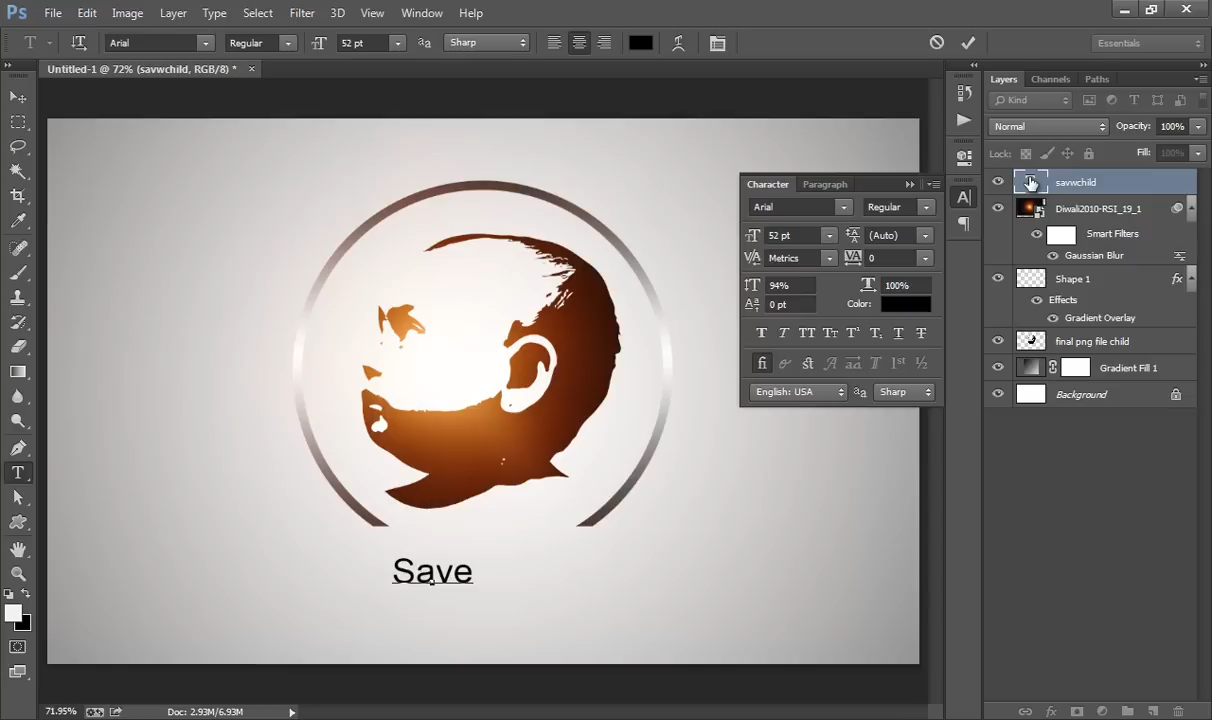 Ps File Edit Image Layer Type Select Filter 3D View Window Help
T Arial Regular 52 pt Sharp Essentials
Untitled-1 @ 72% (savwchild, RGB/8) *
Layers Channels Paths
Kind
Normal Opacity: 100%
Lock: Fill: 100%
savwchild
Diwali2010-RSI_19_1
Smart Filters
Gaussian Blur
Shape 1 fx
Effects
Gradient Overlay
final png file child
Gradient Fill 1
Background
Character Paragraph
Arial Regular
52 pt (Auto)
Metrics 0
94% 100%
0 pt Color:
English: USA Sharp
Save
71.95% Doc: 2.93M/6.93M